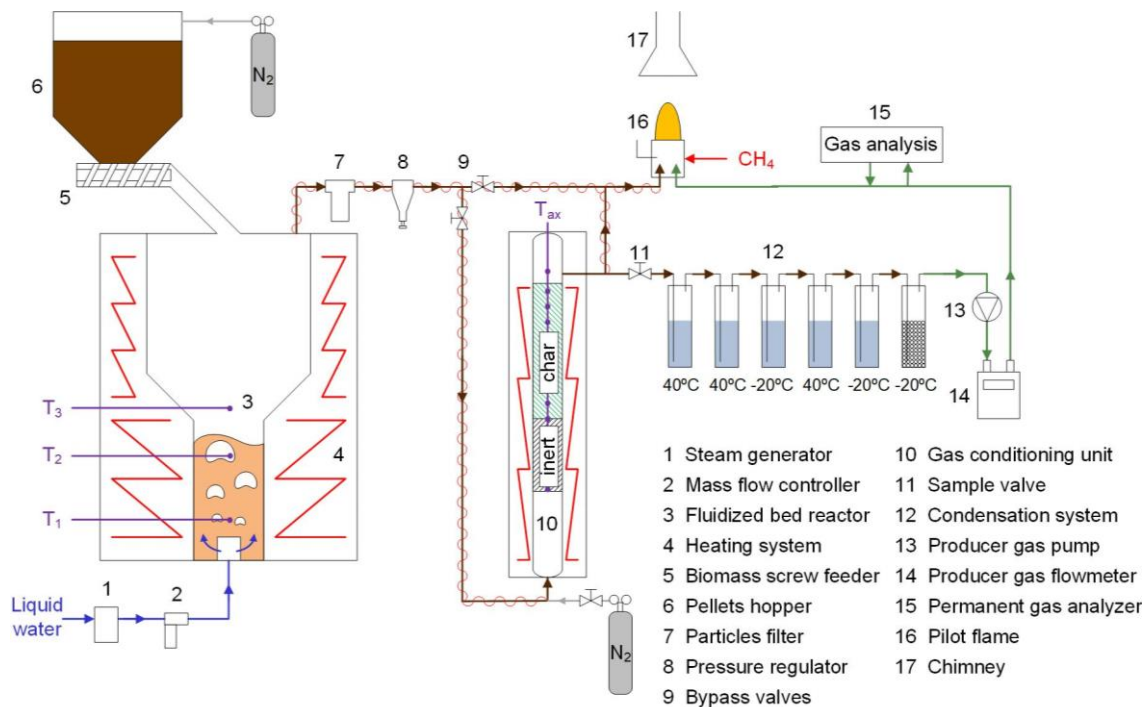 17
6
N2
16
15
Gas analysis
CH4
5
7
8
9
Tax
11
12
13
char
40ºC
40ºC
-20ºC
40ºC
-20ºC
-20ºC
14
3
T3
T2
4
inert
T1
10
1
2
Liquid
water
N2
1 Steam generator
2 Mass flow controller
3 Fluidized bed reactor
4 Heating system
5 Biomass screw feeder
6 Pellets hopper
7 Particles filter
8 Pressure regulator
9 Bypass valves
10 Gas conditioning unit
11 Sample valve
12 Condensation system
13 Producer gas pump
14 Producer gas flowmeter
15 Permanent gas analyzer
16 Pilot flame
17 Chimney